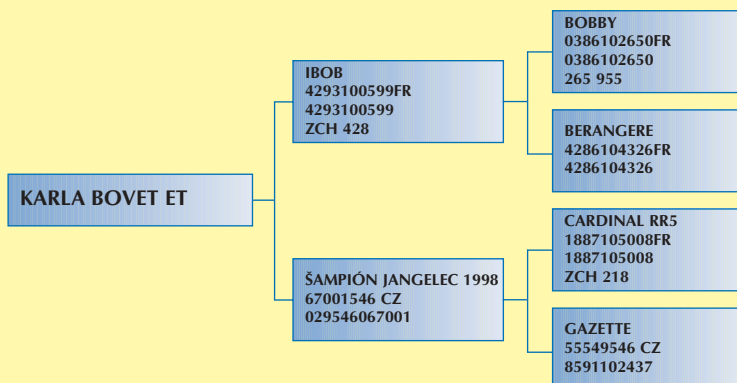 KARLA BOVET ET
IBOB
4293100599FR
4293100599
ZCH 428
ŠAMPIÓN JANGELEC 1998
67001546 CZ
029546067001
BOBBY
0386102650FR
0386102650
265 955
BERANGERE
4286104326FR
4286104326
CARDINAL RR5
1887105008FR
1887105008
ZCH 218
GAZETTE
55549546 CZ
8591102437